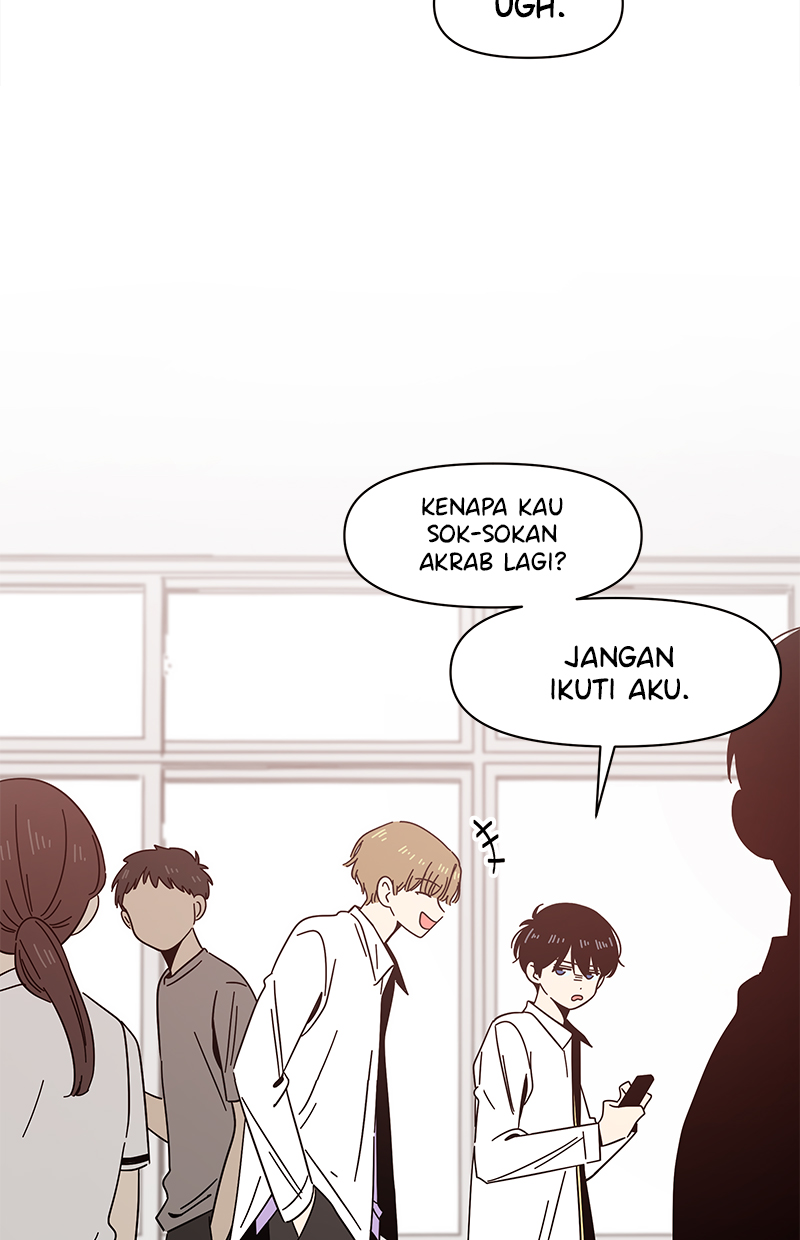 UGH.
KENAPA KAU
SOK-SOKAN
AKRAB LAGI?
JANGAN
IKUTI AKU.